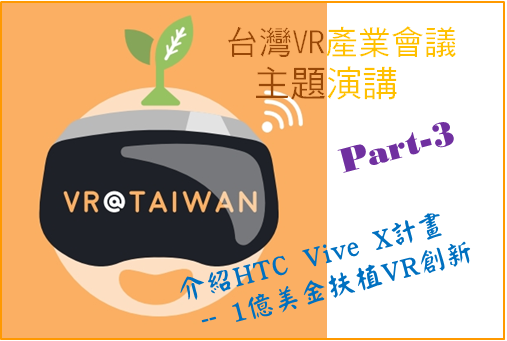 台灣VR產業會議
主題演講
Part-3
VR@TAIWAN
介紹HTC Vive X計畫
-- 1億美金扶植VR創新